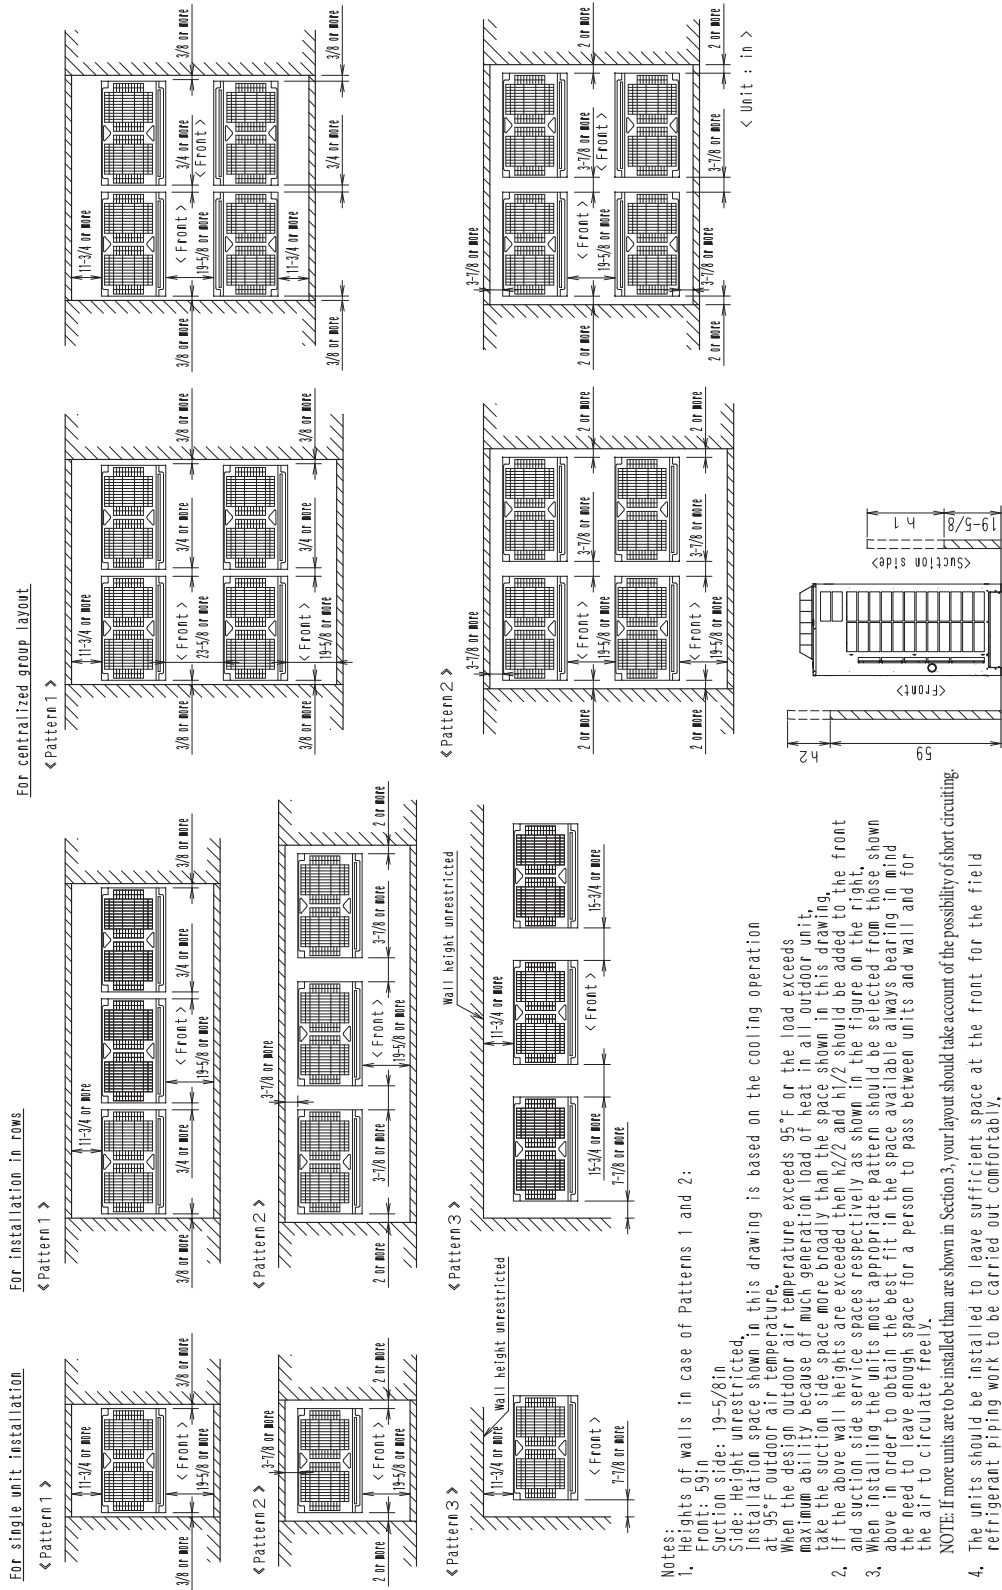 For single unit installation
<Pattern1>
11-3/4 or more
<Front>
19-5/8 or more
3/8 or more
3/8 or more
<Pattern2>
3-7/8 or more
<Front>
19-5/8 or more
2 or more
2 or more
<Pattern3>
Wall height unrestricted
11-3/4 or more
<Front>
7-7/8 or more
For installation in rows
<Pattern1>
11-3/4 or more
3/4 or more
3/4 or more
<Front>
19-5/8 or more
3/8 or more
3/8 or more
<Pattern2>
3-7/8 or more
3-7/8 or more
3-7/8 or more
<Front>
19-5/8 or more
2 or more
2 or more
<Pattern3>
Wall height unrestricted
11-3/4 or more
<Front>
15-3/4 or more
15-3/4 or more
7-7/8 or more
For centralized group layout
<Pattern1>
11-3/4 or more
3/4 or more
<Front>
23-5/8 or more
3/8 or more
3/8 or more
3/4 or more
<Front>
19-5/8 or more
3/8 or more
3/8 or more
11-3/4 or more
3/4 or more
<Front>
<Front>
19-5/8 or more
3/8 or more
3/8 or more
11-3/4 or more
3/4 or more
3/8 or more
3/8 or more
<Pattern2>
3-7/8 or more
3-7/8 or more
<Front>
19-5/8 or more
2 or more
2 or more
3-7/8 or more
<Front>
19-5/8 or more
2 or more
2 or more
3-7/8 or more
3-7/8 or more
<Front>
<Front>
19-5/8 or more
2 or more
2 or more
3-7/8 or more
3-7/8 or more
2 or more
2 or more
< Unit : in >
Notes:
1. Heights of walls in case of Patterns 1 and 2:
Front: 59in
Suction side: 19-5/8in
Side: Height unrestricted.
Installation space shown in this drawing is based on the cooling operation
at 95°F outdoor air temperature.
When the design outdoor air temperature exceeds 95°F or the load exceeds
maximum ability because of much generation load of heat in all outdoor unit,
take the suction side space more broadly than the space shown in this drawing.
2. If the above wall heights are exceeded then h2/2 and h1/2 should be added to the front
and suction side service spaces respectively as shown in the figure on the right.
3. When installing the units most appropriate pattern should be selected from those shown
above in order to obtain the best fit in the space available always bearing in mind
the need to leave enough space for a person to pass between units and wall and for
the air to circulate freely.
NOTE: If more units are to be installed than are shown in Section 3, your layout should take account of the possibility of short circuiting.
4. The units should be installed to leave sufficient space at the front for the field
refrigerant piping work to be carried out comfortably.
h2
59
<Front>
<Suction side>
h1
19-5/8